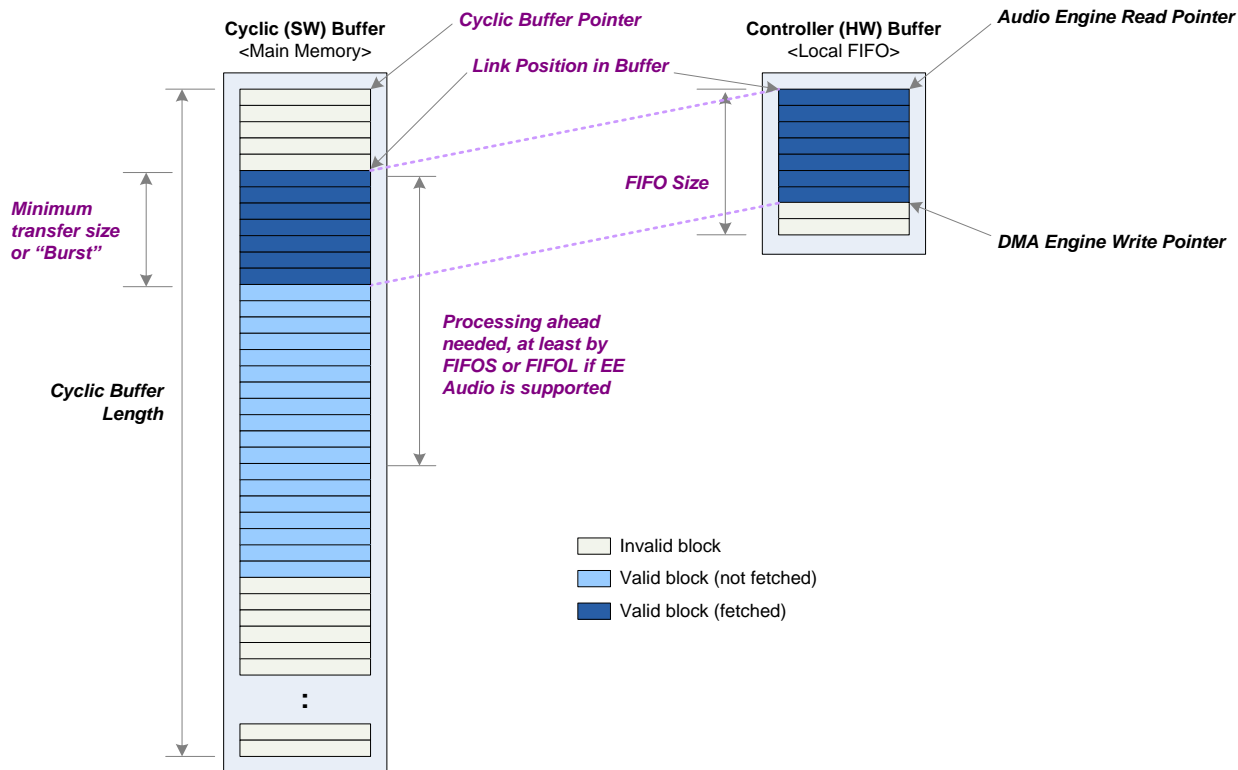 Cyclic (SW) Buffer
<Main Memory>
Cyclic Buffer Pointer
Link Position in Buffer
Controller (HW) Buffer
<Local FIFO>
Audio Engine Read Pointer
Minimum
transfer size
or “Burst”
FIFO Size
DMA Engine Write Pointer
Processing ahead
needed, at least by
FIFOS or FIFOL if EE
Audio is supported
Cyclic Buffer
Length
Invalid block
Valid block (not fetched)
Valid block (fetched)
: